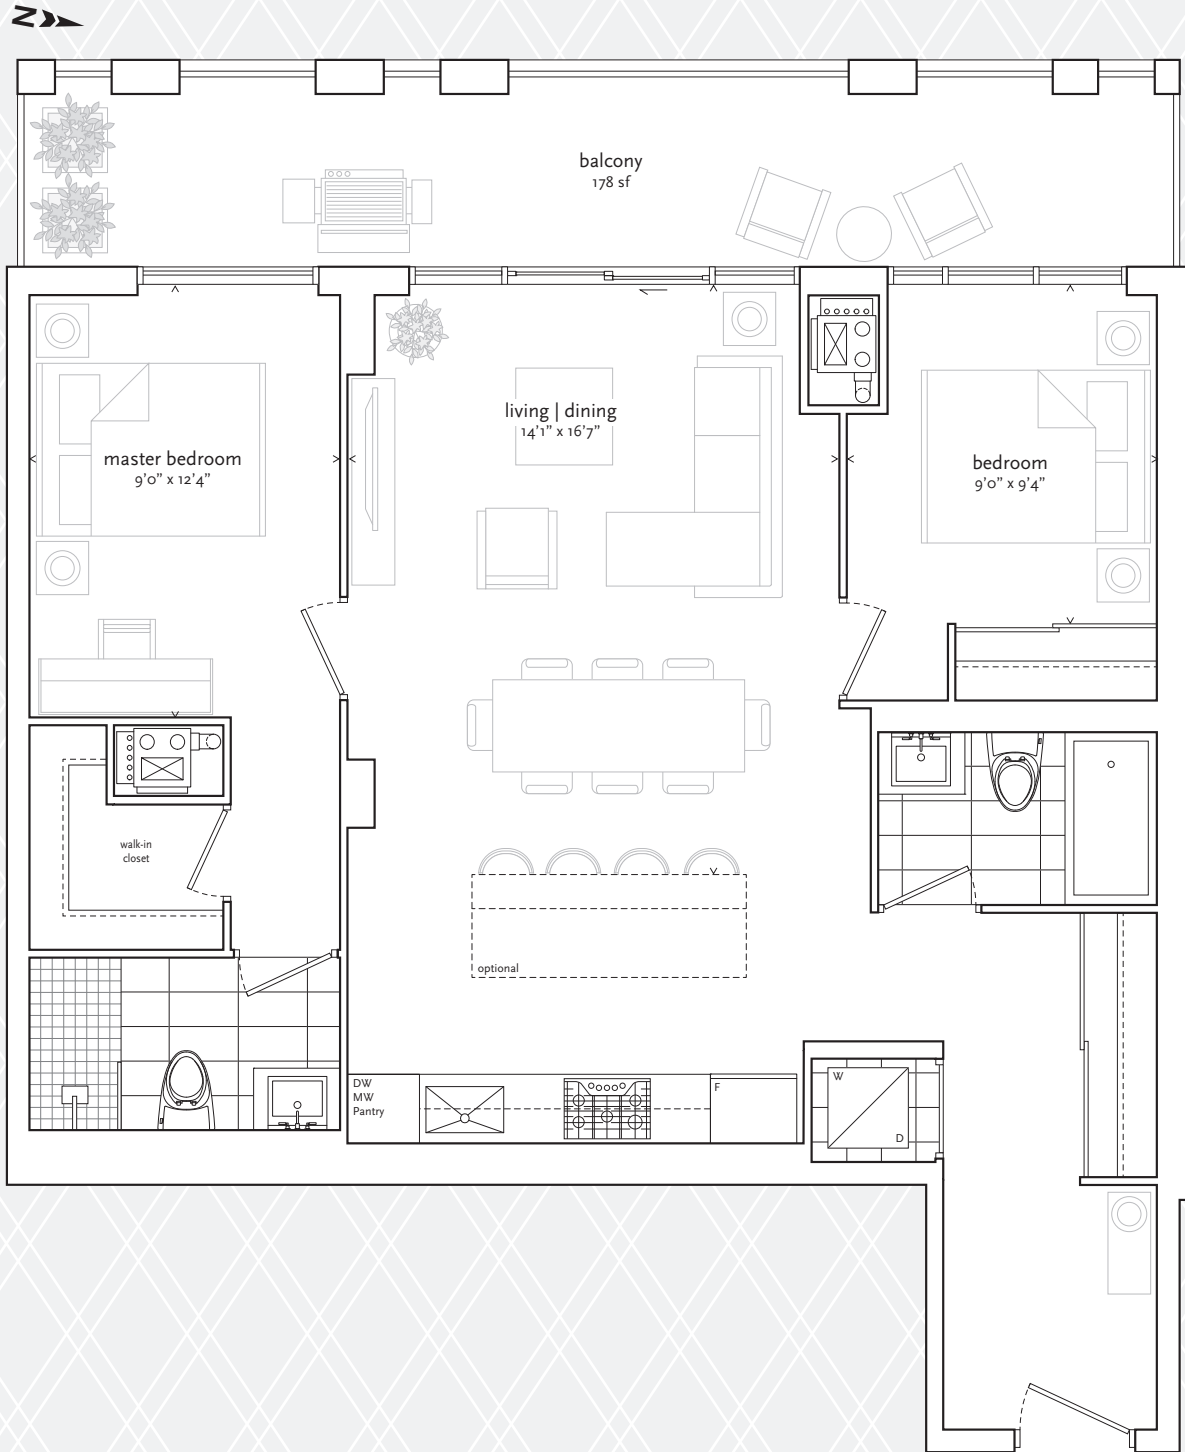 N
balcony
178 sf
living | dining
14'1" x 16'7"
master bedroom
9'0" x 12'4"
bedroom
9'0" x 9'4"
walk-in
closet
optional
DW
MW
Pantry
F
W
D